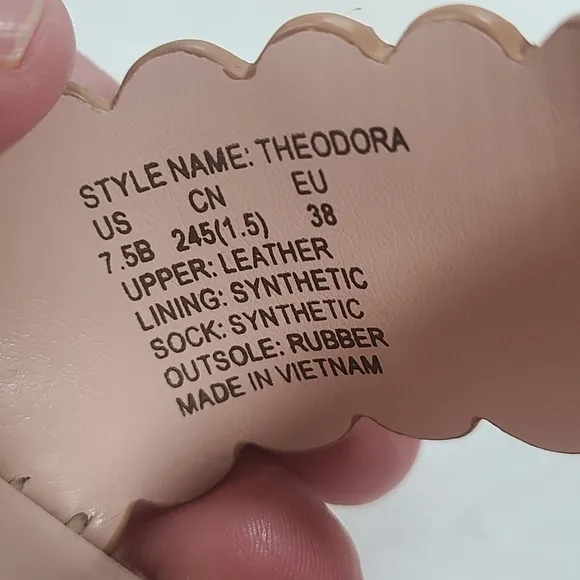 STYLE NAME: THEODORA
US CN EU
7.5B 245(1.5) 38
UPPER: LEATHER
LINING: SYNTHETIC
SOCK: SYNTHETIC
OUTSOLE: RUBBER
MADE IN VIETNAM